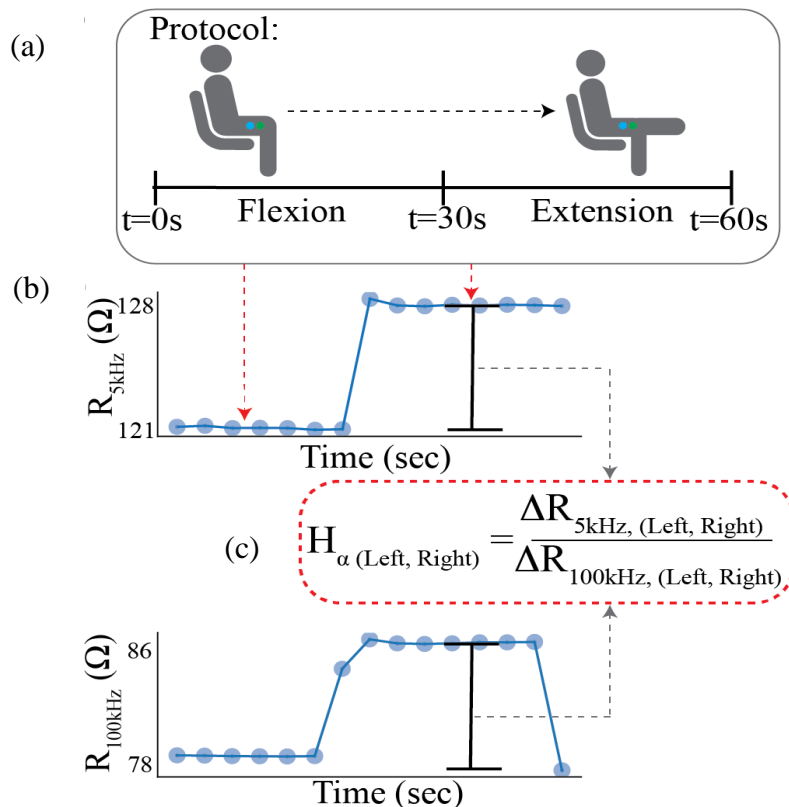 (a)
Protocol:
t=0s Flexion t=30s Extension t=60s
(b)
128
R5kHz (Ω)
121
Time (sec)
(c)
Hα (Left, Right) = ΔR5kHz, (Left, Right)
ΔR100kHz, (Left, Right)
86
R100kHz (Ω)
78
Time (sec)